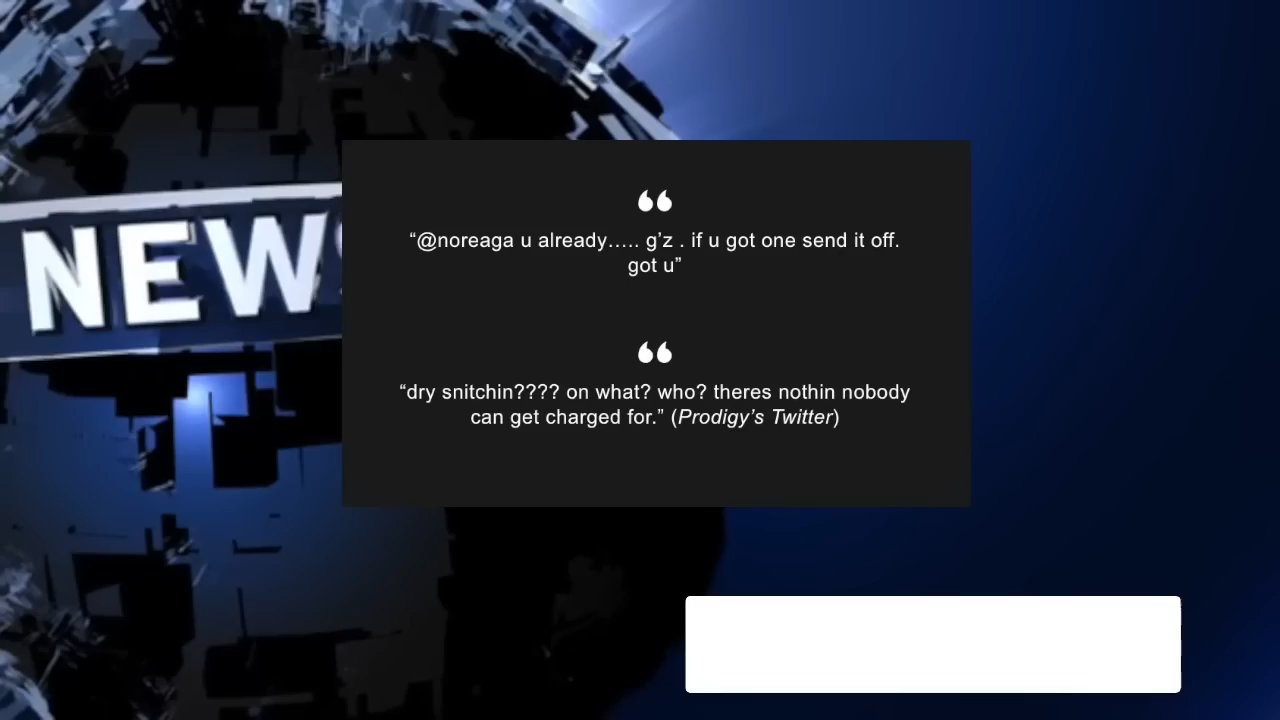 NEWS
“@noreaga u already….. g’z . if u got one send it off.
got u”
“dry snitchin???? on what? who? theres nothin nobody
can get charged for.” (Prodigy’s Twitter)